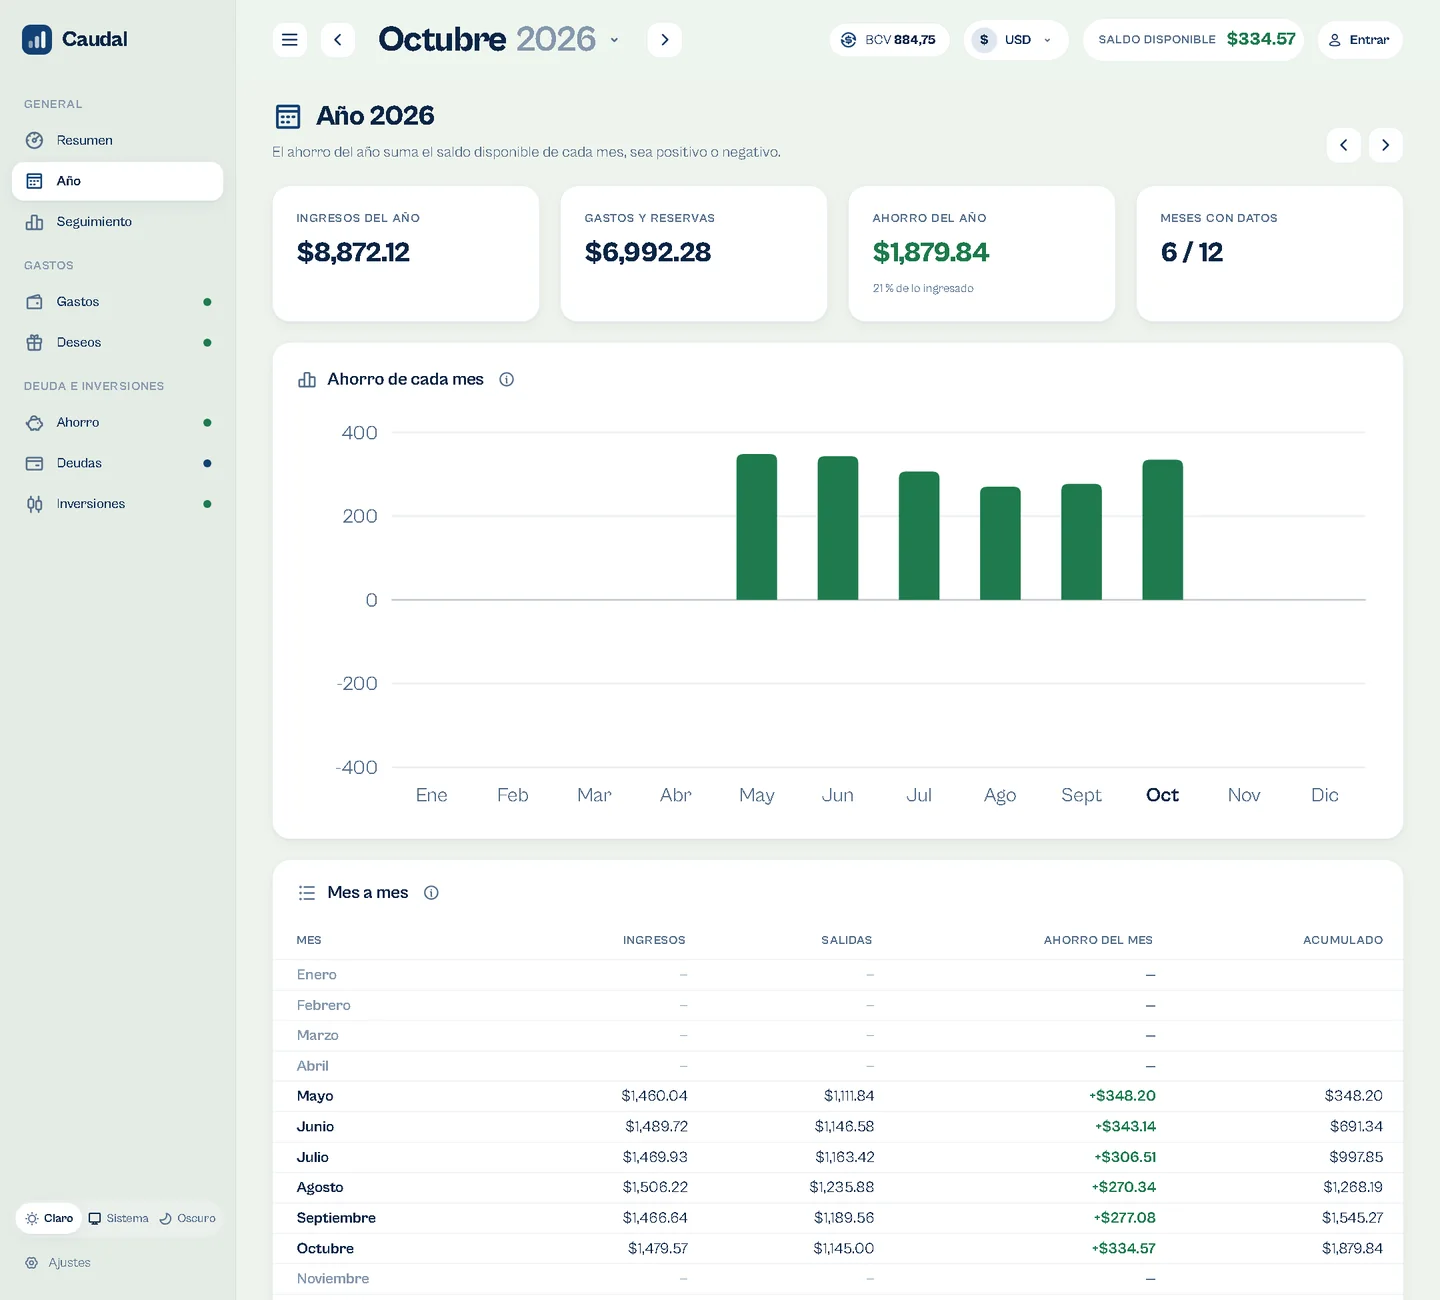 Caudal
GENERAL
Resumen
Año
Seguimiento
GASTOS
Gastos
Deseos
DEUDA E INVERSIONES
Ahorro
Deudas
Inversiones
Claro Sistema Oscuro
Ajustes
Octubre 2026
BCV 884,75
$ USD
SALDO DISPONIBLE $334.57
Entrar
Año 2026
El ahorro del año suma el saldo disponible de cada mes, sea positivo o negativo.
INGRESOS DEL AÑO
$8,872.12
GASTOS Y RESERVAS
$6,992.28
AHORRO DEL AÑO
$1,879.84
21 % de lo ingresado
MESES CON DATOS
6 / 12
Ahorro de cada mes
400
200
0
-200
-400
Ene Feb Mar Abr May Jun Jul Ago Sept Oct Nov Dic
Mes a mes
MES INGRESOS SALIDAS AHORRO DEL MES ACUMULADO
Enero – – –
Febrero – – –
Marzo – – –
Abril – – –
Mayo $1,460.04 $1,111.84 +$348.20 $348.20
Junio $1,489.72 $1,146.58 +$343.14 $691.34
Julio $1,469.93 $1,163.42 +$306.51 $997.85
Agosto $1,506.22 $1,235.88 +$270.34 $1,268.19
Septiembre $1,466.64 $1,189.56 +$277.08 $1,545.27
Octubre $1,479.57 $1,145.00 +$334.57 $1,879.84
Noviembre – – –